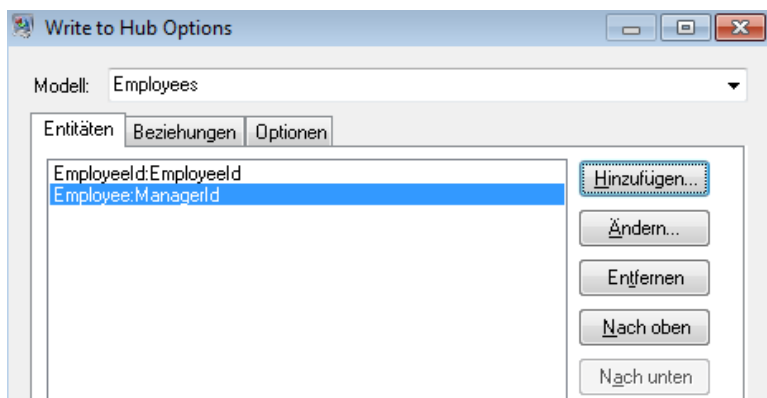 Write to Hub Options
Modell: Employees
Entitäten Beziehungen Optionen
EmployeeId:EmployeeId
Employee:ManagerId
Hinzufügen...
Ändern...
Entfernen
Nach oben
Nach unten